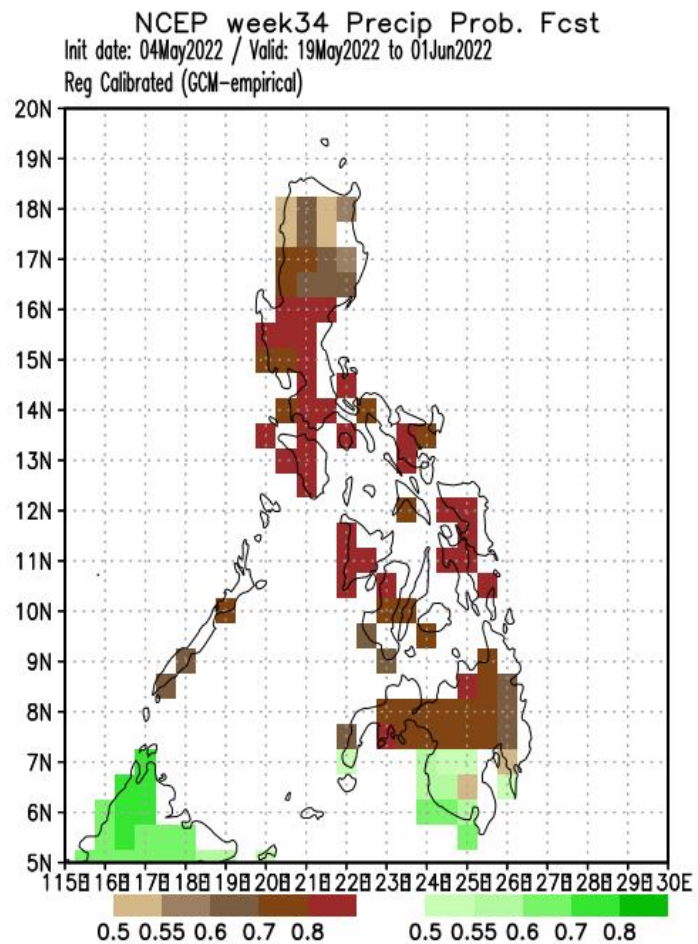 NCEP week34 Precip Prob. Fcst
Init date: 04May2022 / Valid: 19May2022 to 01Jun2022
Reg Calibrated (GCM-empirical)
20N
19N
18N
17N
16N
15N
14N
13N
12N
11N
10N
9N
8N
7N
6N
5N
115E 116E 117E 118E 119E 120E 121E 122E 123E 124E 125E 126E 127E 128E 129E 130E
0.5 0.55 0.6 0.7 0.8 0.5 0.55 0.6 0.7 0.8